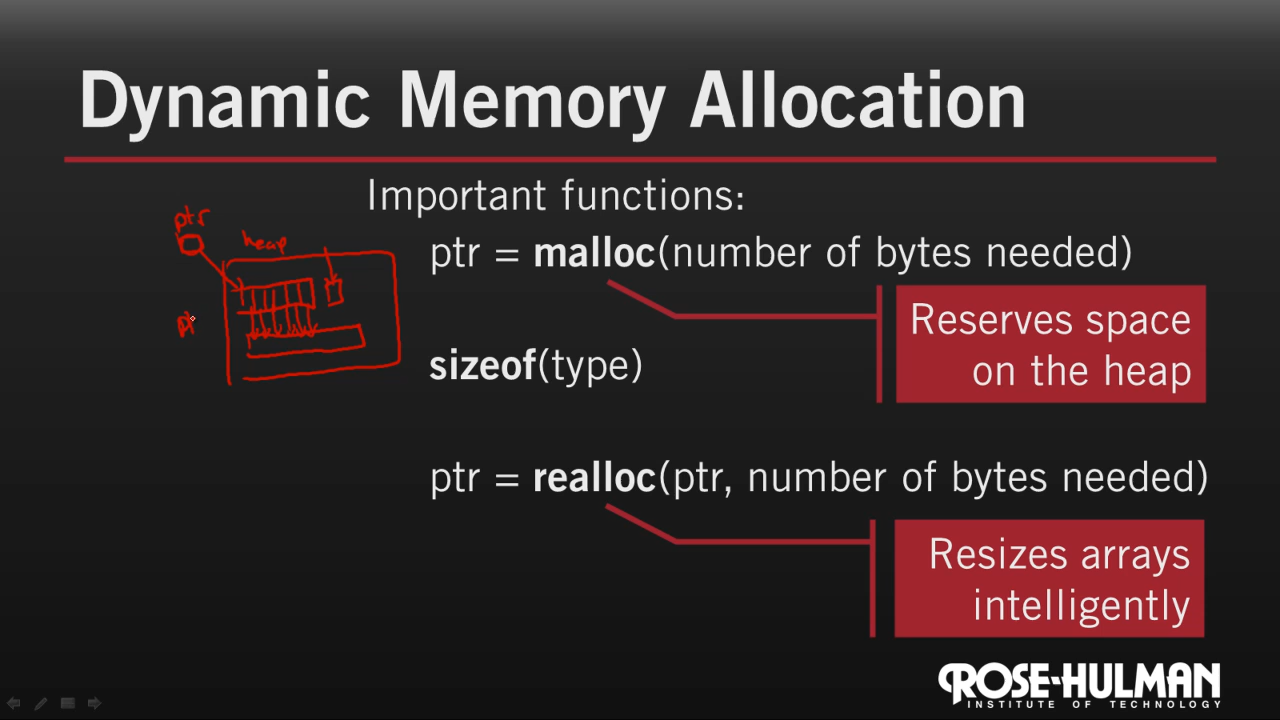 Dynamic Memory Allocation
Important functions:
ptr
heap
ptr = malloc(number of bytes needed)
Reserves space
on the heap
pt
sizeof(type)
ptr = realloc(ptr, number of bytes needed)
Resizes arrays
intelligently
ROSE-HULMAN
INSTITUTE OF TECHNOLOGY